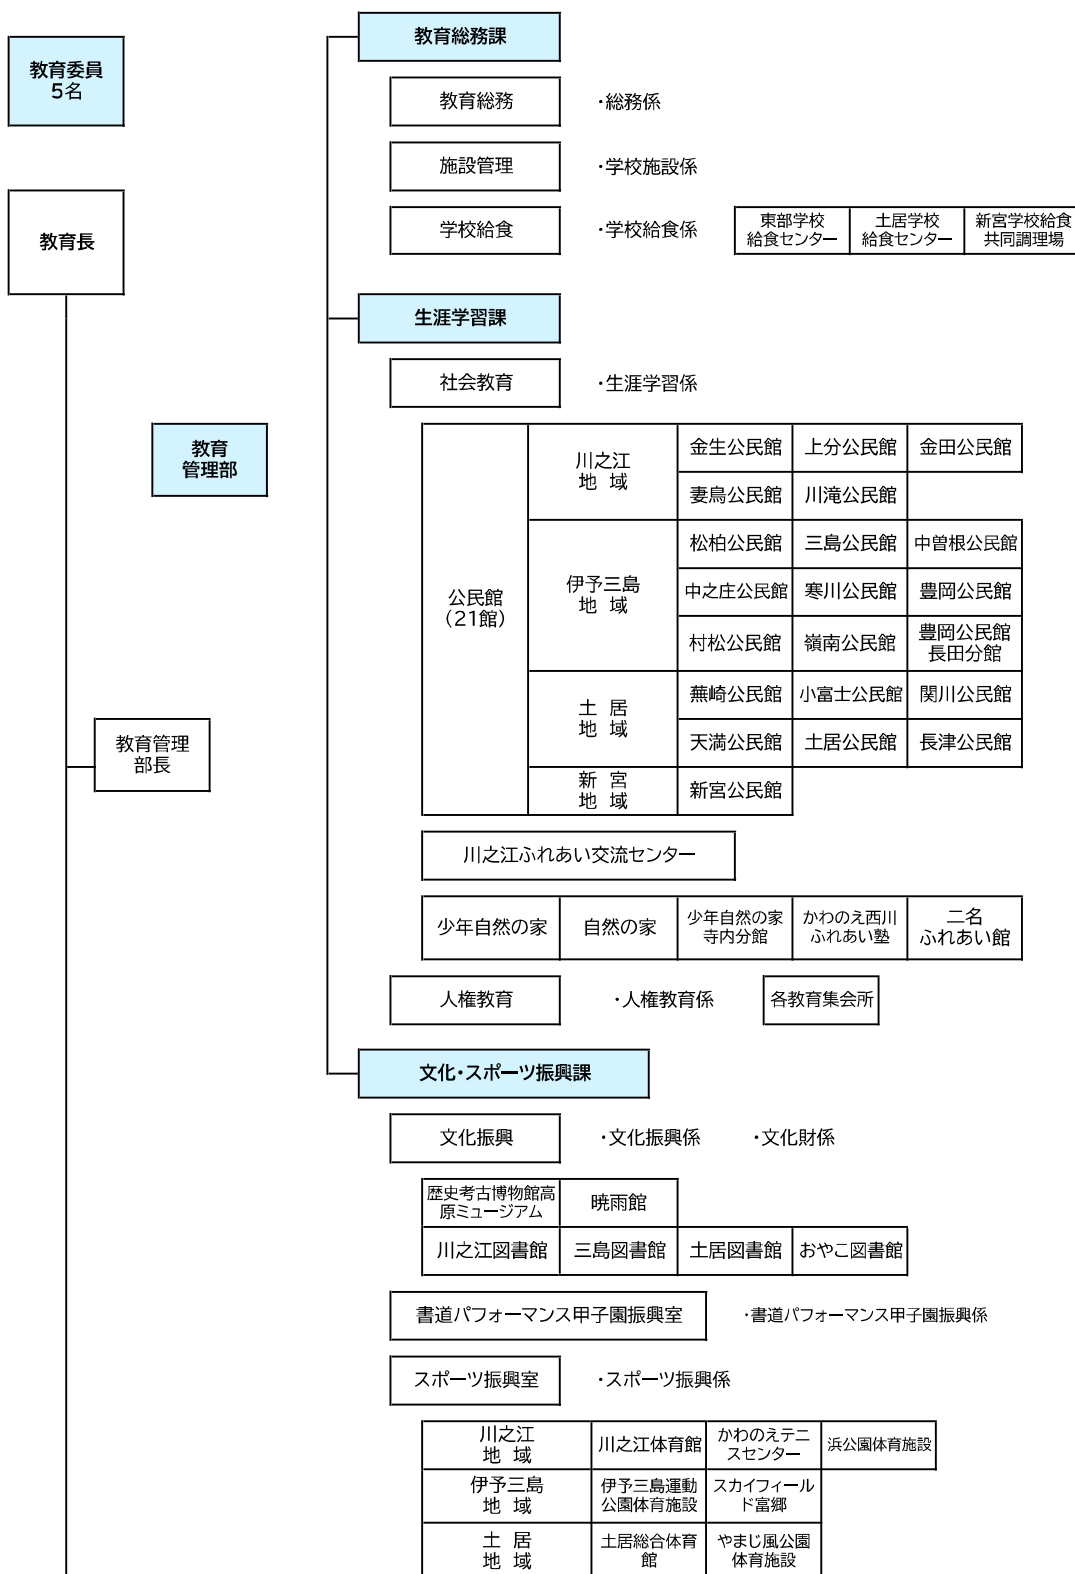 教育委員
5名
教育長
教育
管理部
教育管理
部長
教育総務課
教育総務
・総務係
施設管理
・学校施設係
学校給食
・学校給食係
東部学校
給食センター
土居学校
給食センター
新宮学校給食
共同調理場
生涯学習課
社会教育
・生涯学習係
公民館
（21館）
川之江
地 域
金生公民館
上分公民館
金田公民館
妻鳥公民館
川滝公民館
伊予三島
地 域
松柏公民館
三島公民館
中曽根公民館
中之庄公民館
寒川公民館
豊岡公民館
村松公民館
嶺南公民館
豊岡公民館
長田分館
土 居
地 域
蕪崎公民館
小富士公民館
関川公民館
天満公民館
土居公民館
長津公民館
新 宮
地 域
新宮公民館
川之江ふれあい交流センター
少年自然の家
自然の家
少年自然の家
寺内分館
かわのえ西川
ふれあい塾
二名
ふれあい館
人権教育
・人権教育係
各教育集会所
文化・スポーツ振興課
文化振興
・文化振興係
・文化財係
歴史考古博物館高
原ミュージアム
暁雨館
川之江図書館
三島図書館
土居図書館
おやこ図書館
書道パフォーマンス甲子園振興室
・書道パフォーマンス甲子園振興係
スポーツ振興室
・スポーツ振興係
川之江
地 域
川之江体育館
かわのえテニ
スセンター
浜公園体育施設
伊予三島
地 域
伊予三島運動
公園体育施設
スカイフィール
ド富郷
土 居
地 域
土居総合体育
館
やまじ風公園
体育施設